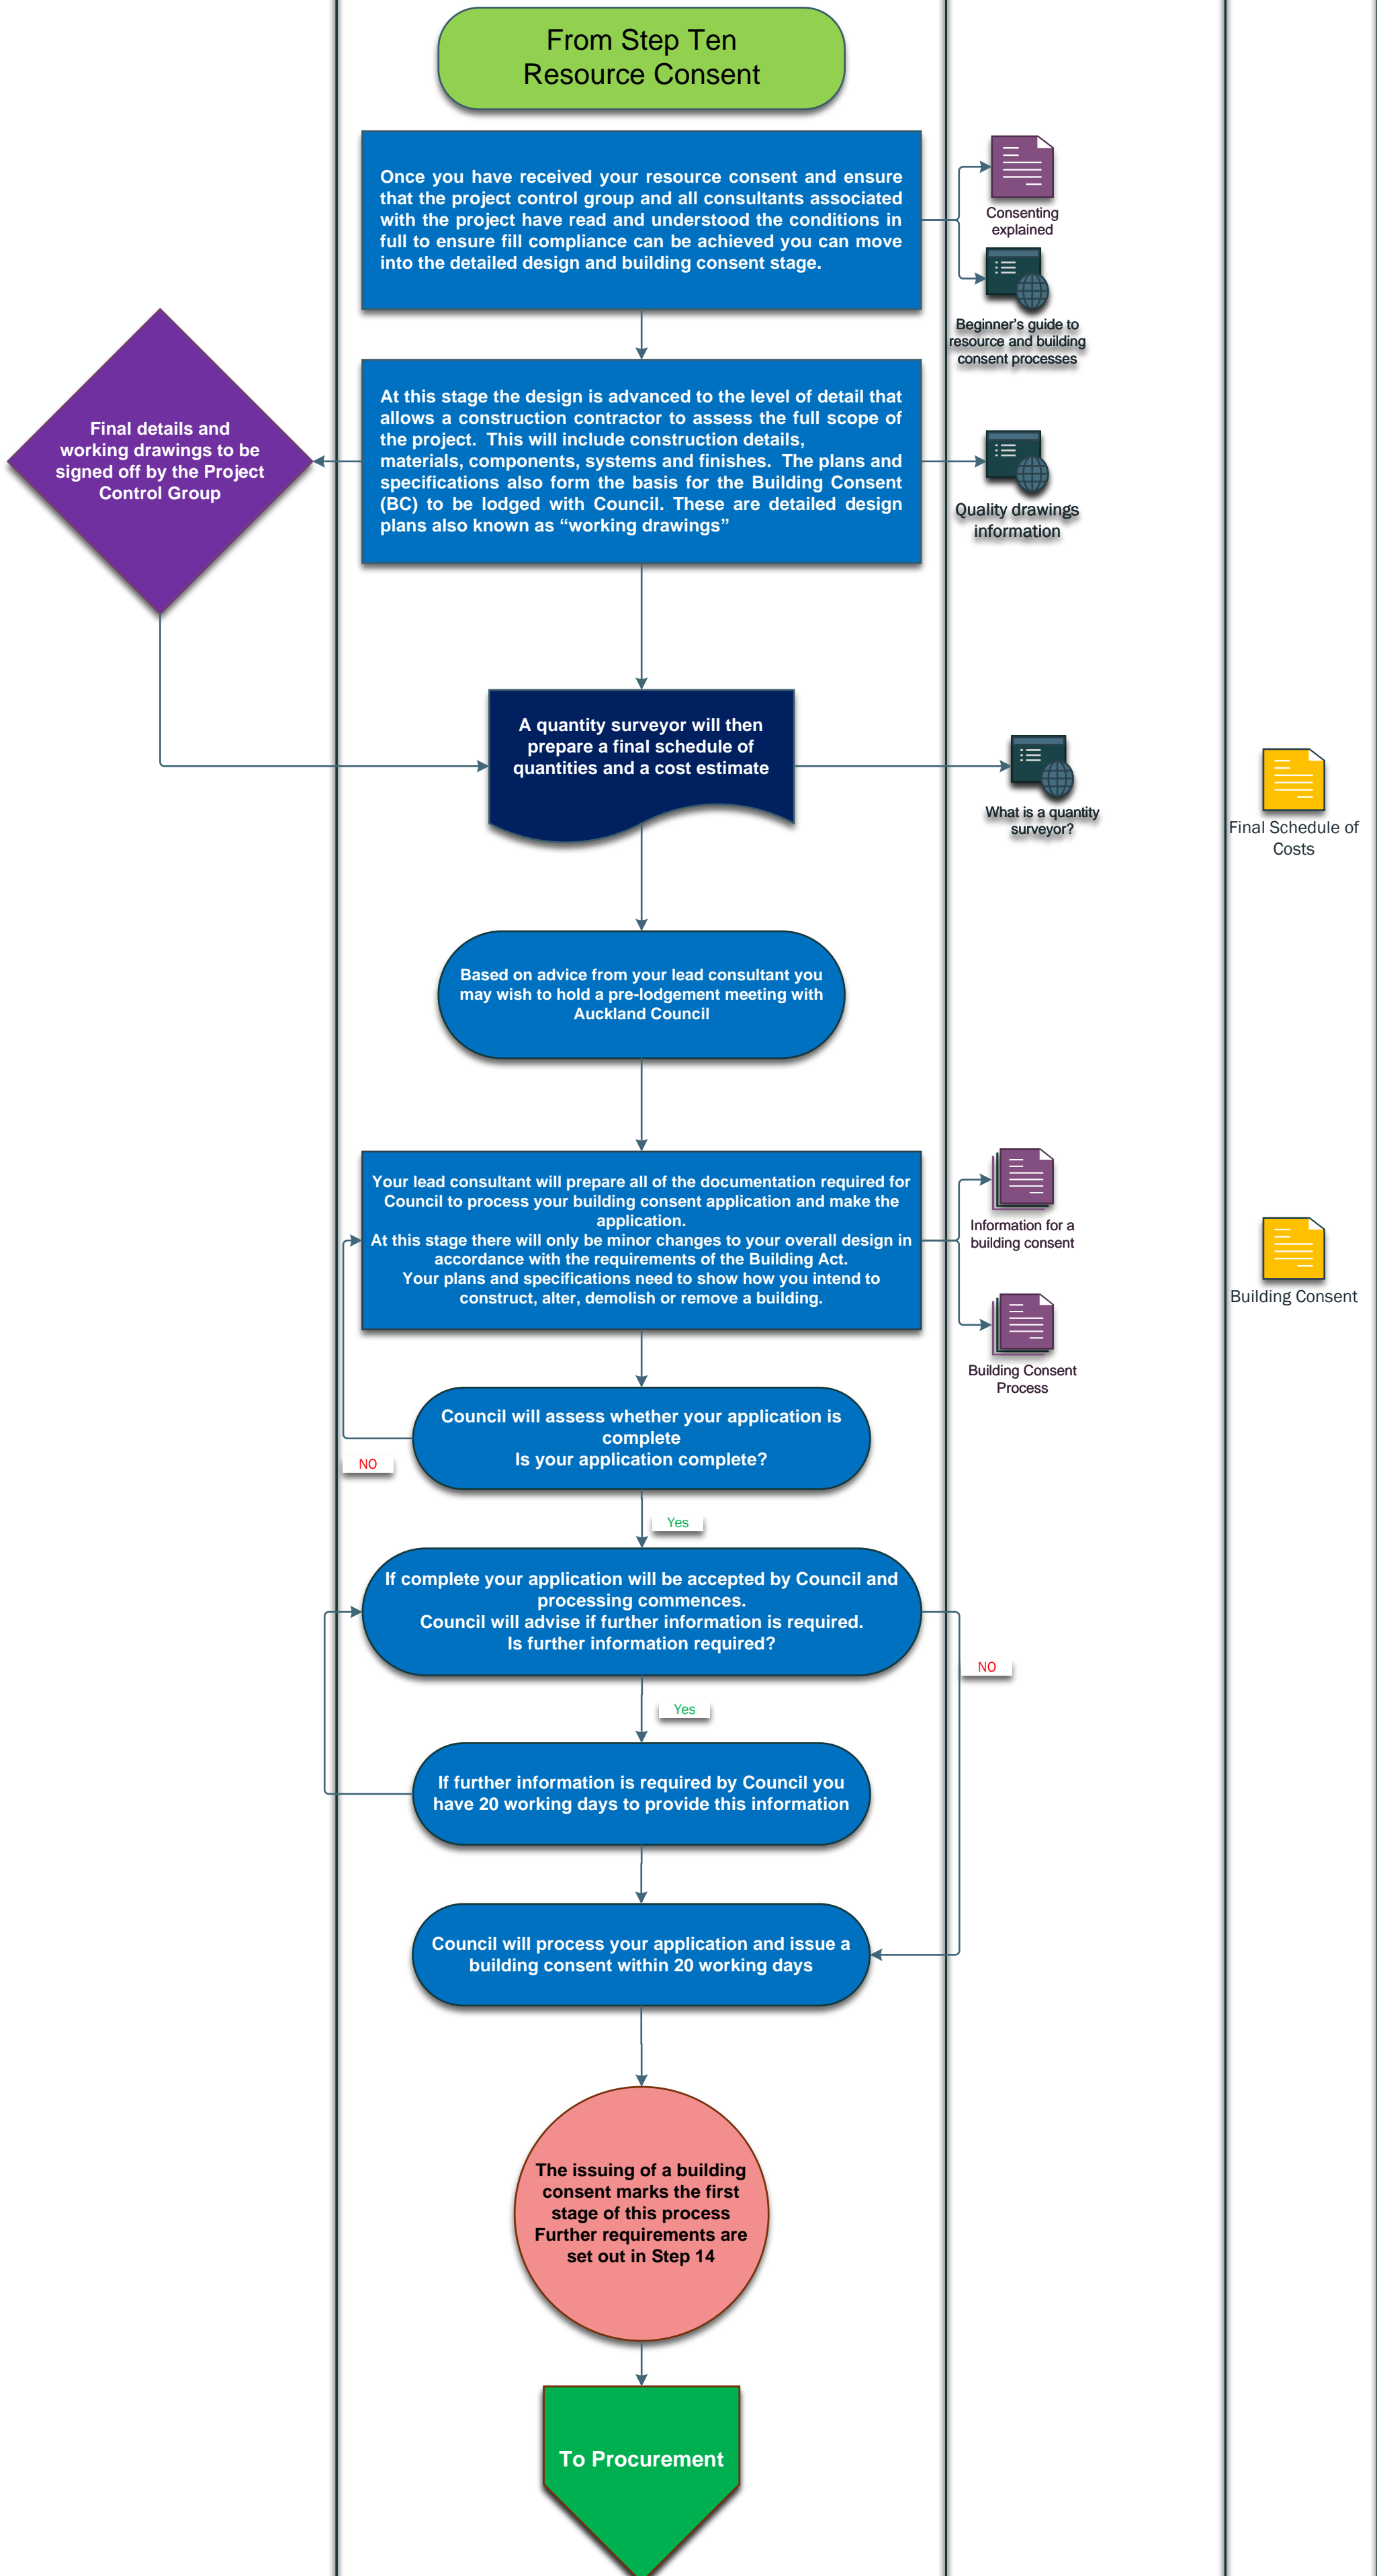 From Step Ten
Resource Consent
Once you have received your resource consent and ensure
that the project control group and all consultants associated
with the project have read and understood the conditions in
full to ensure fill compliance can be achieved you can move
into the detailed design and building consent stage.
Consenting
explained
Beginner's guide to
resource and building
consent processes
Final details and
working drawings to be
signed off by the Project
Control Group
At this stage the design is advanced to the level of detail that
allows a construction contractor to assess the full scope of
the project.  This will include construction details,
materials, components, systems and finishes.  The plans and
specifications also form the basis for the Building Consent
(BC) to be lodged with Council. These are detailed design
plans also known as “working drawings”
Quality drawings
information
A quantity surveyor will then
prepare a final schedule of
quantities and a cost estimate
What is a quantity
surveyor?
Final Schedule of
Costs
Based on advice from your lead consultant you
may wish to hold a pre-lodgement meeting with
Auckland Council
Your lead consultant will prepare all of the documentation required for
Council to process your building consent application and make the
application.
At this stage there will only be minor changes to your overall design in
accordance with the requirements of the Building Act.
Your plans and specifications need to show how you intend to
construct, alter, demolish or remove a building.
Information for a
building consent
Building Consent
Building Consent
Process
Council will assess whether your application is
complete
Is your application complete?
NO
Yes
If complete your application will be accepted by Council and
processing commences.
Council will advise if further information is required.
Is further information required?
NO
Yes
If further information is required by Council you
have 20 working days to provide this information
Council will process your application and issue a
building consent within 20 working days
The issuing of a building
consent marks the first
stage of this process
Further requirements are
set out in Step 14
To Procurement